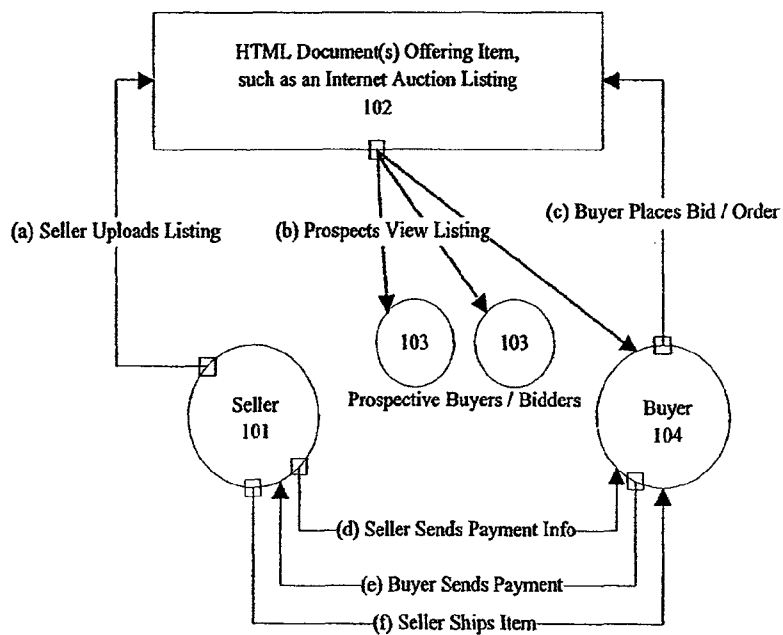 HTML Document(s) Offering Item,
such as an Internet Auction Listing
102
(a) Seller Uploads Listing
(b) Prospects View Listing
(c) Buyer Places Bid / Order
103
103
Prospective Buyers / Bidders
Seller
101
Buyer
104
(d) Seller Sends Payment Info
(e) Buyer Sends Payment
(f) Seller Ships Item